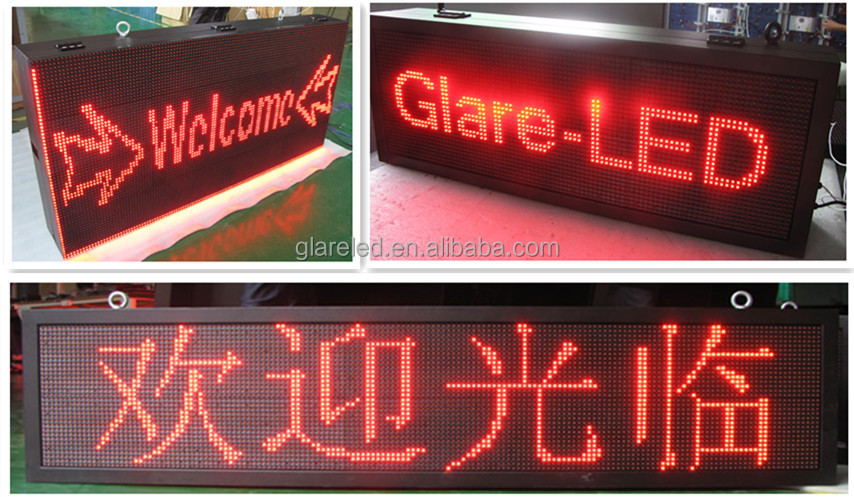 Welcome
Glare-LED
glareled.en.alibaba.com
欢迎光临